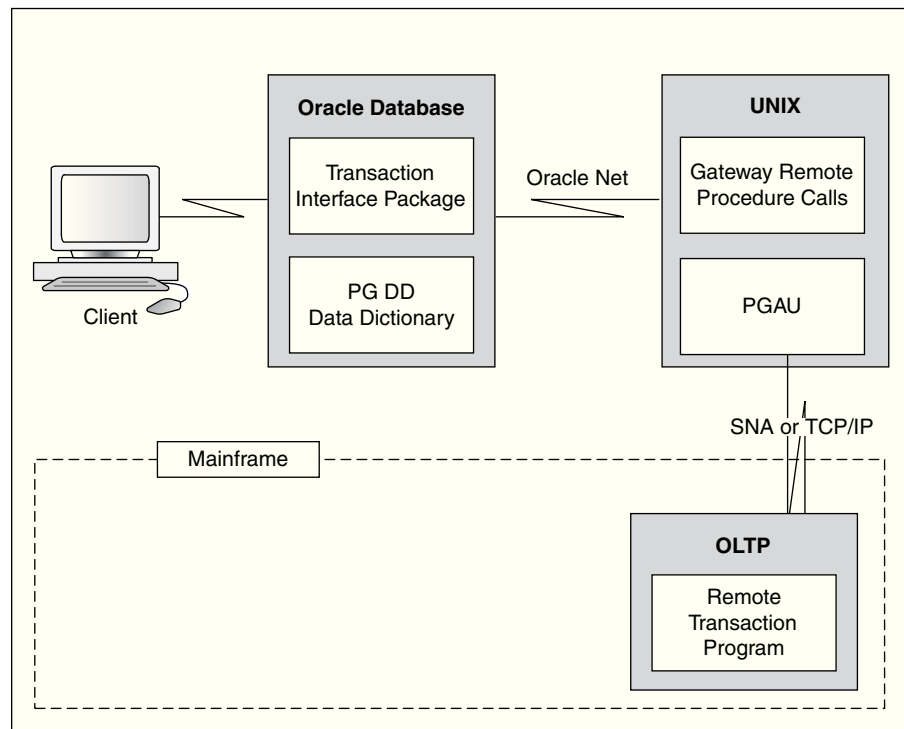 Oracle Database
UNIX
Transaction
Interface Package
Oracle Net
Gateway Remote
Procedure Calls
PG DD
Data Dictionary
PGAU
Client
SNA or TCP/IP
Mainframe
OLTP
Remote
Transaction
Program